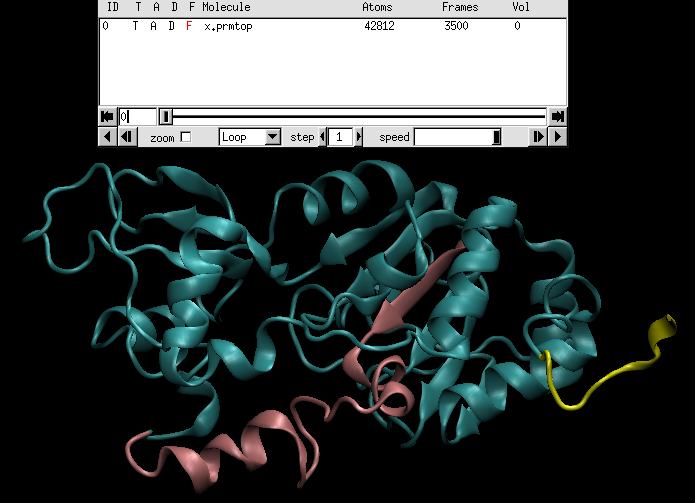 ID T A D F Molecule Atoms Frames Vol
0 T A D F x.prmtop 42812 3500 0
0
zoom Loop step 1 speed